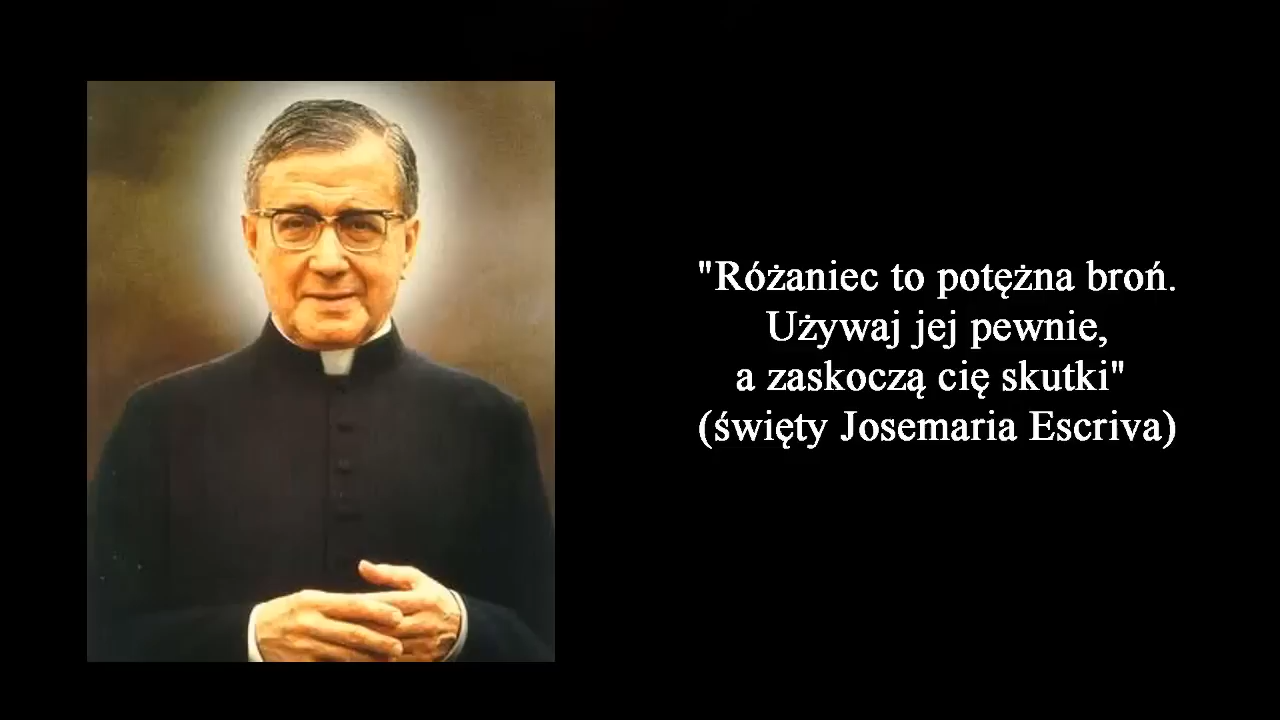 "Różaniec to potężna broń.
Używaj jej pewnie,
a zaskoczą cię skutki"
(święty Josemaria Escriva)